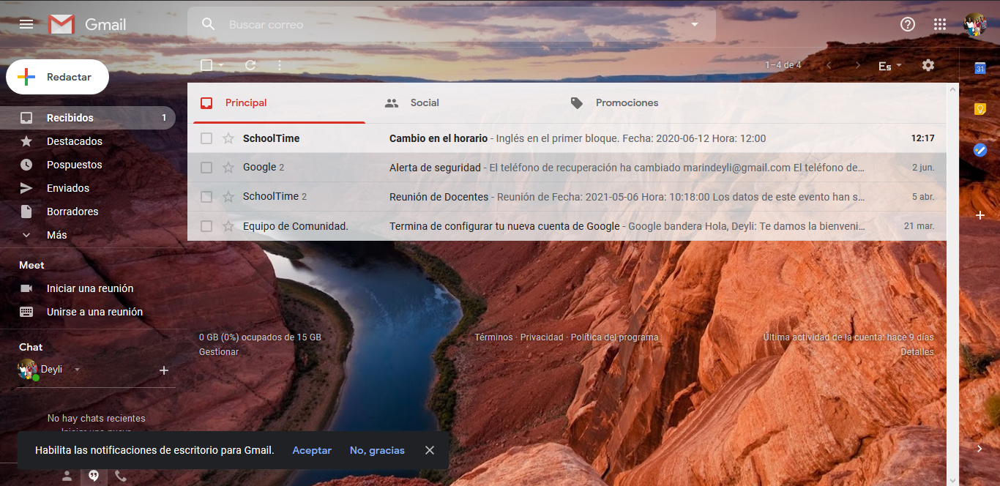 Gmail
Buscar correo
Redactar
1–4 de 4
Es
31
Recibidos 1
Destacados
Pospuestos
Enviados
Borradores
Más
Principal
Social
Promociones
SchoolTime Cambio en el horario - Inglés en el primer bloque. Fecha: 2020-06-12 Hora: 12:00 12:17
Google 2 Alerta de seguridad - El teléfono de recuperación ha cambiado marindeyli@gmail.com El teléfono de… 2 jun.
SchoolTime 2 Reunión de Docentes - Reunión de Fecha: 2021-05-06 Hora: 10:18:00 Los datos de este evento han s… 5 abr.
Equipo de Comunidad. Termina de configurar tu nueva cuenta de Google - Google bandera Hola, Deyli: Te damos la bienveni… 21 mar.
Meet
Iniciar una reunión
Unirse a una reunión
Chat
Deyli
No hay chats recientes
0 GB (0%) ocupados de 15 GB
Gestionar
Términos · Privacidad · Política del programa
Última actividad de la cuenta: hace 9 días
Detalles
Habilita las notificaciones de escritorio para Gmail. Aceptar No, gracias